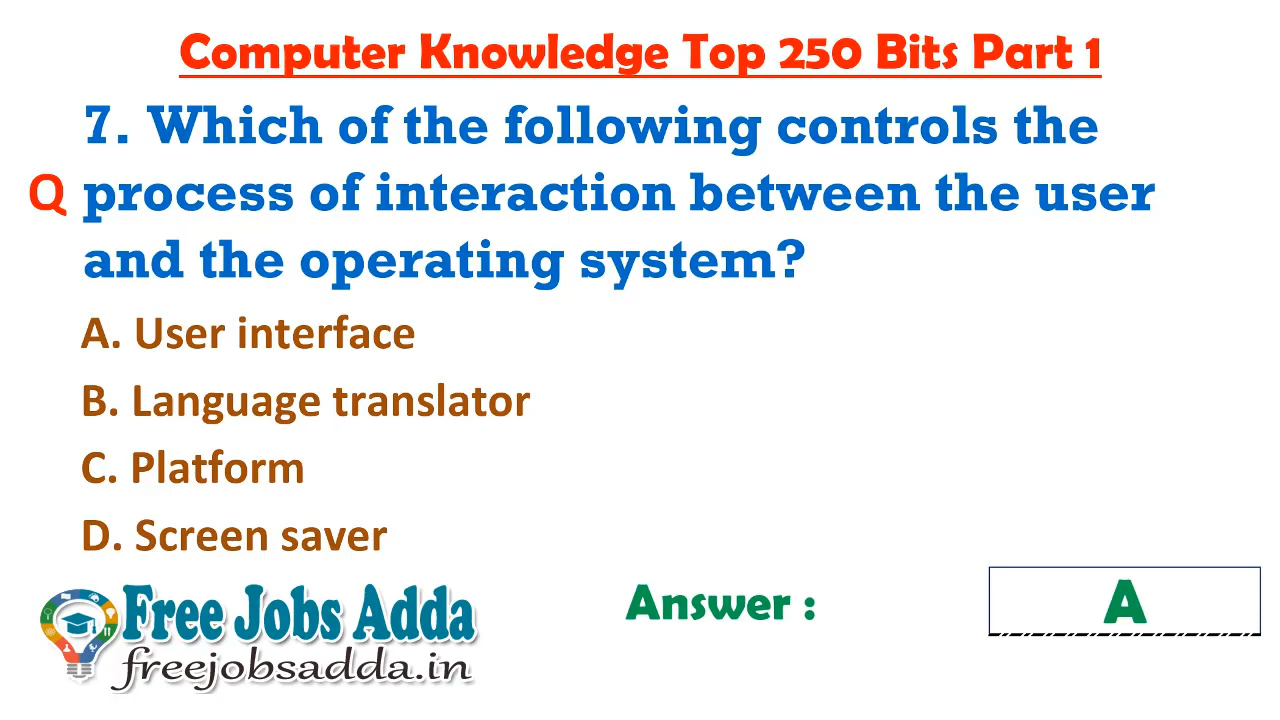 Computer Knowledge Top 250 Bits Part 1
7. Which of the following controls the
Q process of interaction between the user
and the operating system?
A. User interface
B. Language translator
C. Platform
D. Screen saver
Free Jobs Adda
freejobsadda.in
Answer :
A